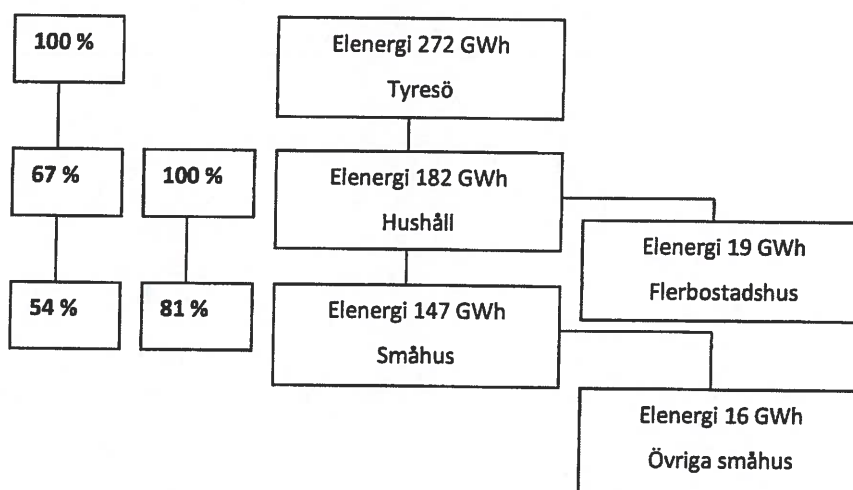 100 %
Elenergi 272 GWh
Tyresö
67 %
100 %
Elenergi 182 GWh
Hushåll
Elenergi 19 GWh
Flerbostadshus
54 %
81 %
Elenergi 147 GWh
Småhus
Elenergi 16 GWh
Övriga småhus